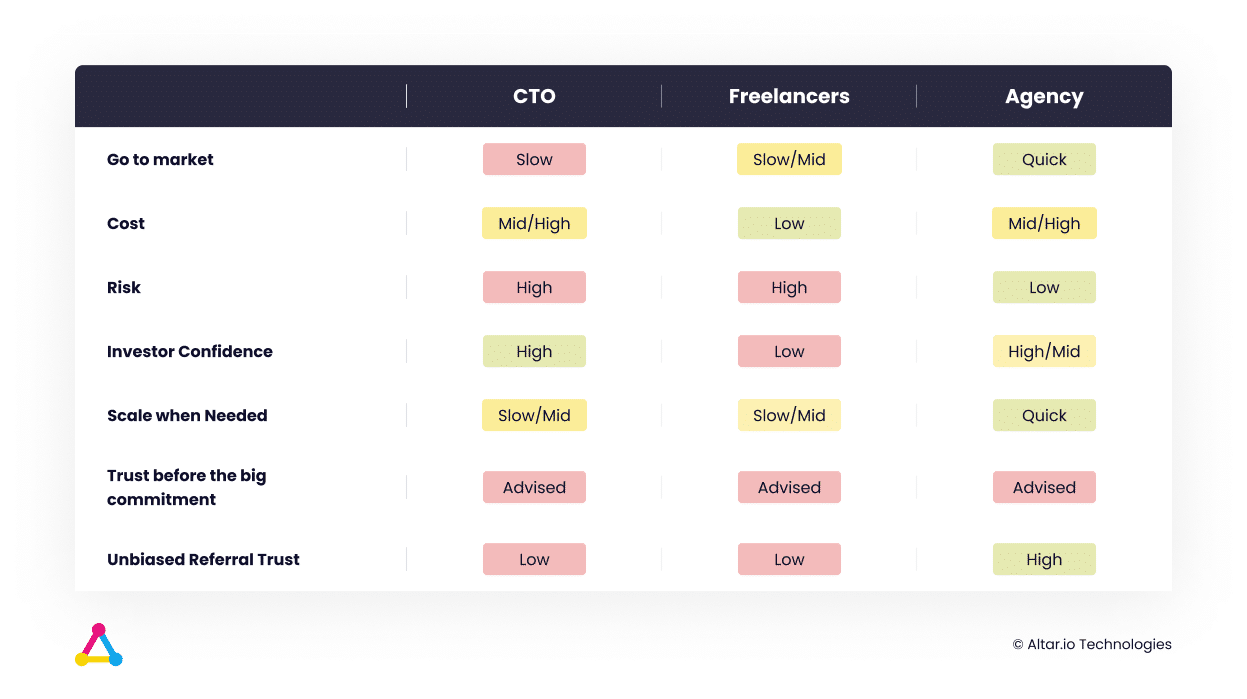 CTO Freelancers Agency
Go to market Slow Slow/Mid Quick
Cost Mid/High Low Mid/High
Risk High High Low
Investor Confidence High Low High/Mid
Scale when Needed Slow/Mid Slow/Mid Quick
Trust before the big
commitment Advised Advised Advised
Unbiased Referral Trust Low Low High
© Altar.io Technologies